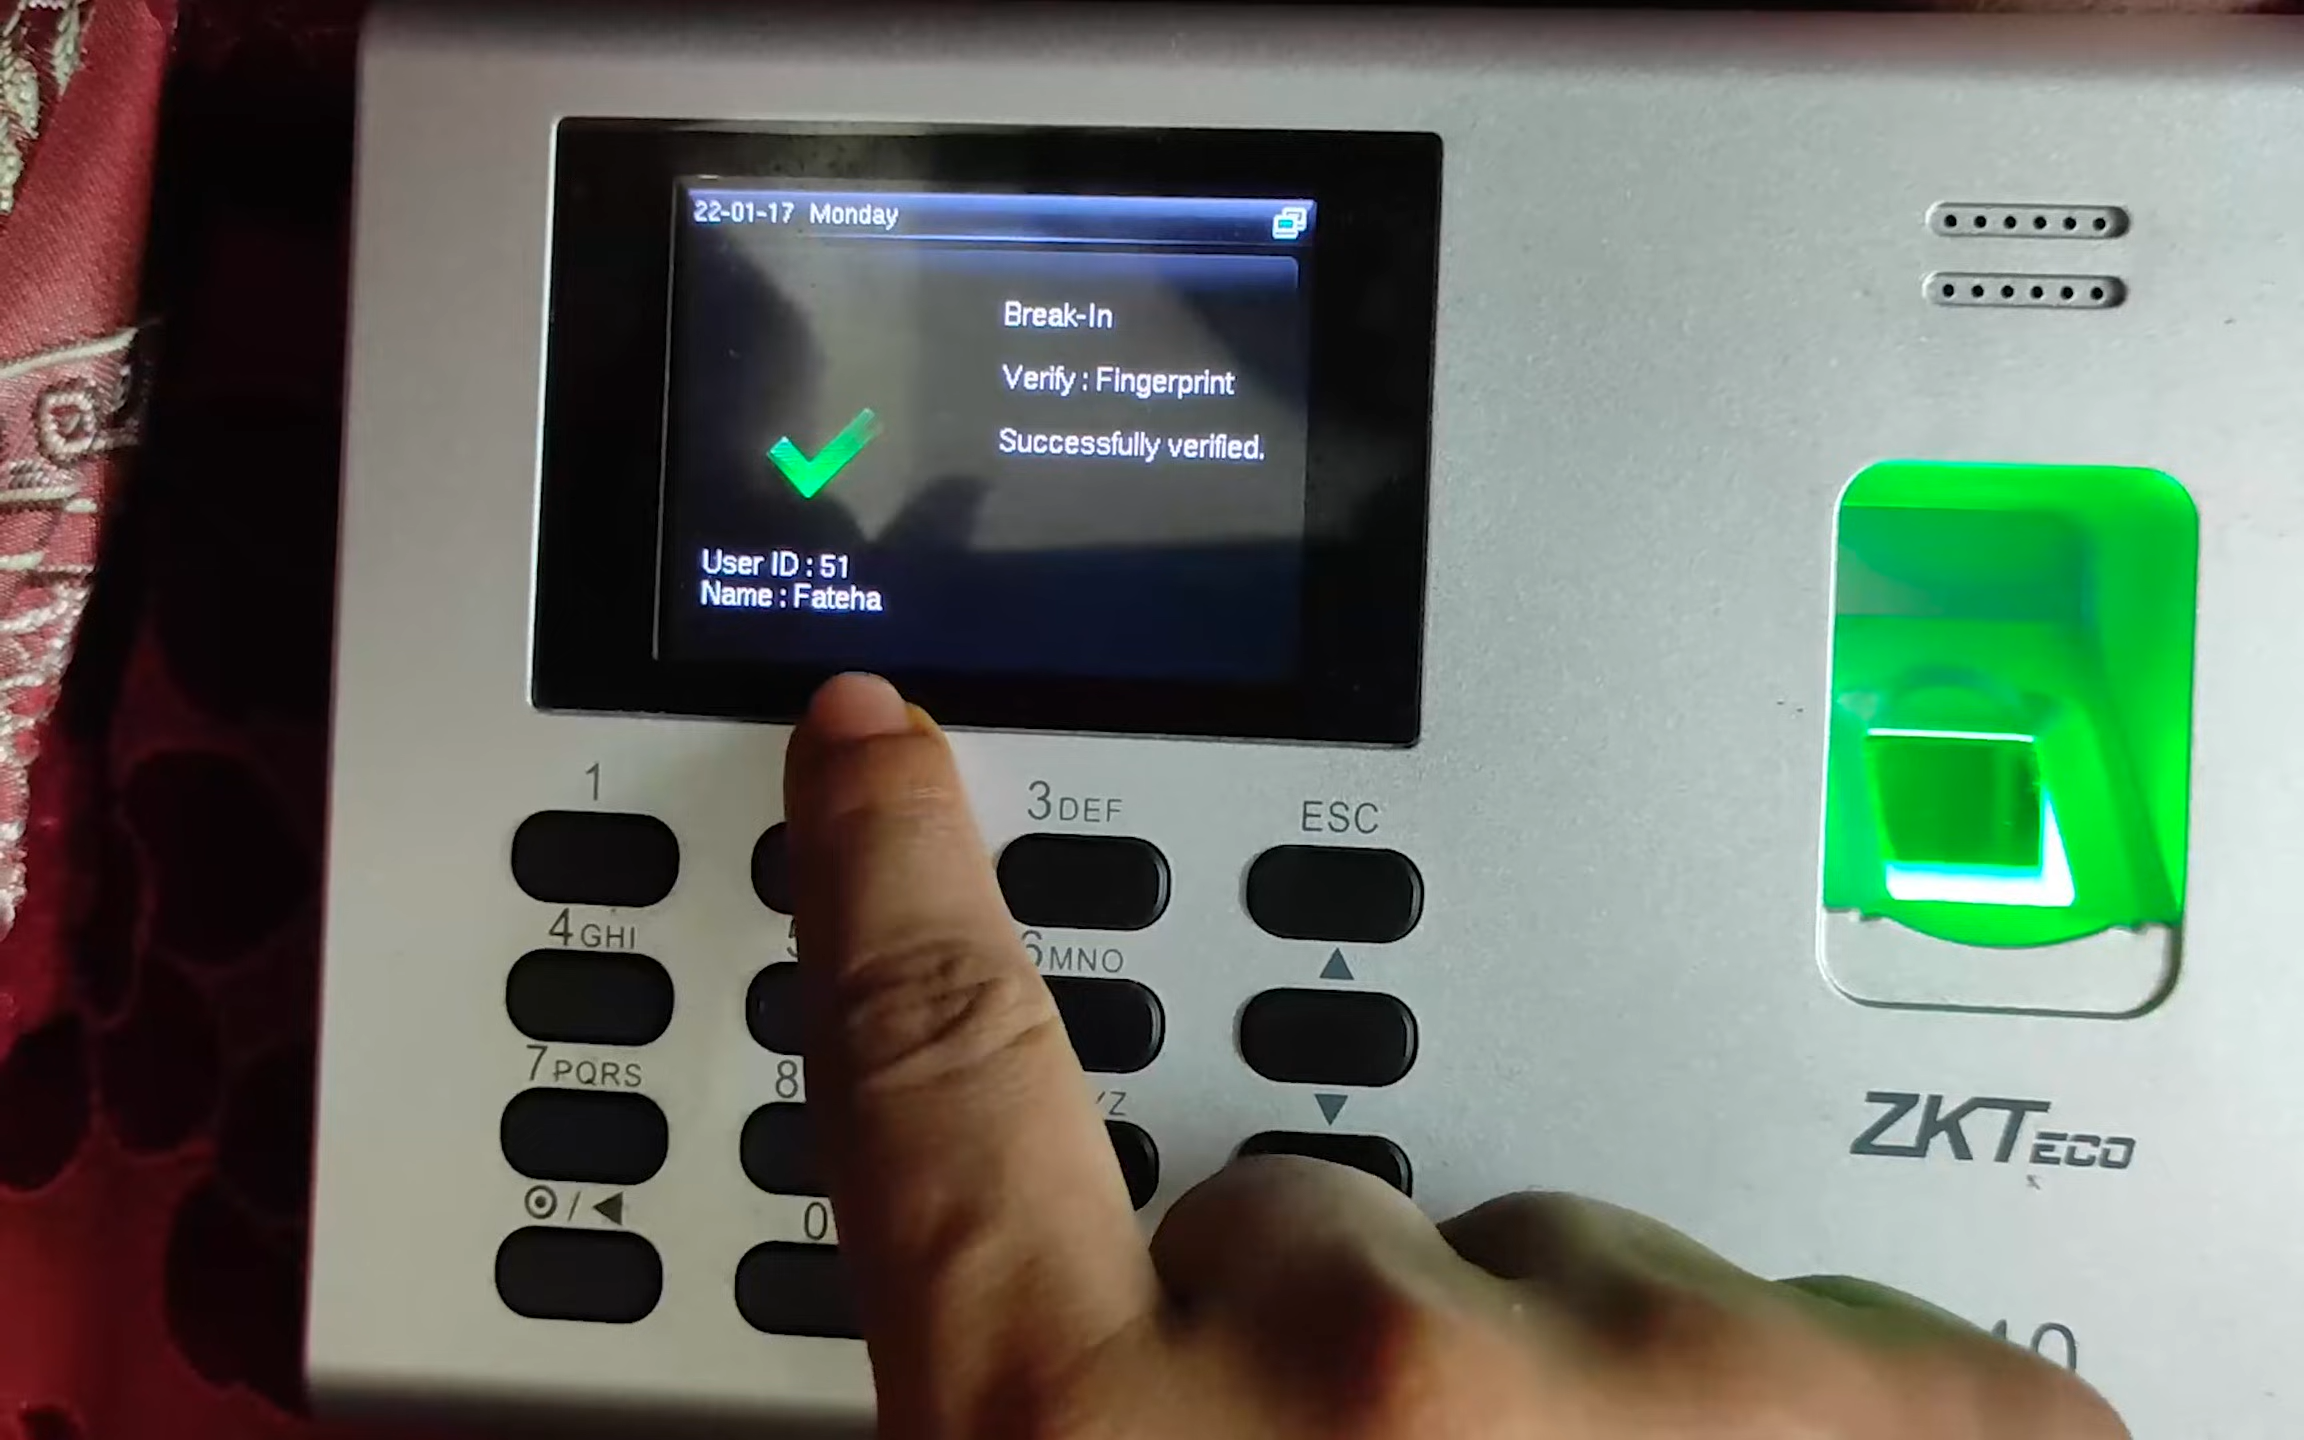 22-01-17 Monday
Break-In
Verify : Fingerprint
Successfully verified.
User ID : 51
Name : Fateha
1
3DEF
ESC
4GHI
6MNO
7PQRS
8
YZ
0
ZKTECO